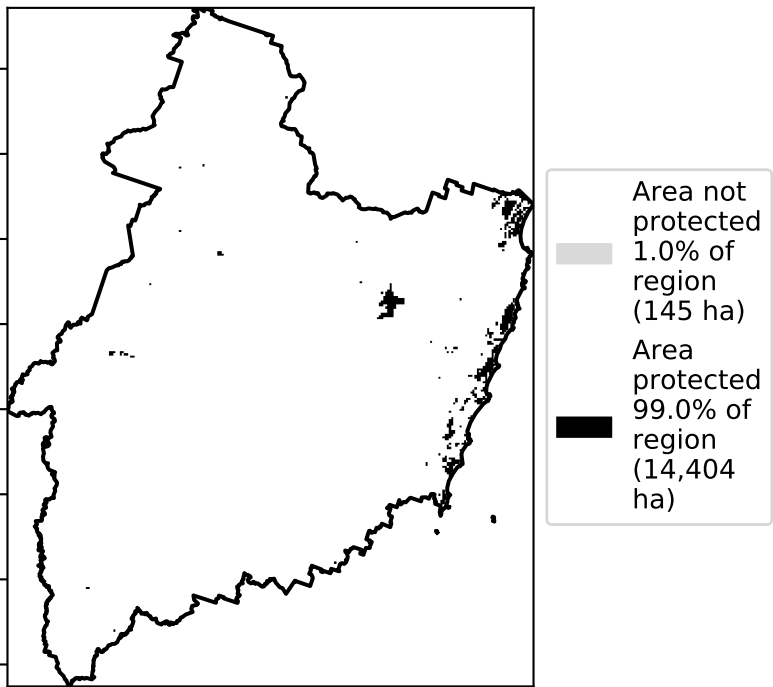 Area not
protected
1.0% of
region
(145 ha)
Area
protected
99.0% of
region
(14,404
ha)